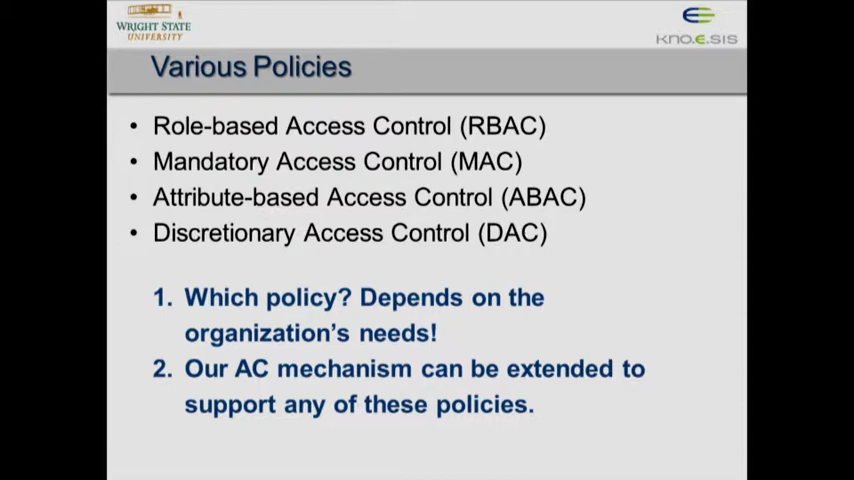 WRIGHT STATE
UNIVERSITY
KNO.E.SIS
Various Policies
• Role-based Access Control (RBAC)
• Mandatory Access Control (MAC)
• Attribute-based Access Control (ABAC)
• Discretionary Access Control (DAC)
1. Which policy? Depends on the
organization's needs!
2. Our AC mechanism can be extended to
support any of these policies.